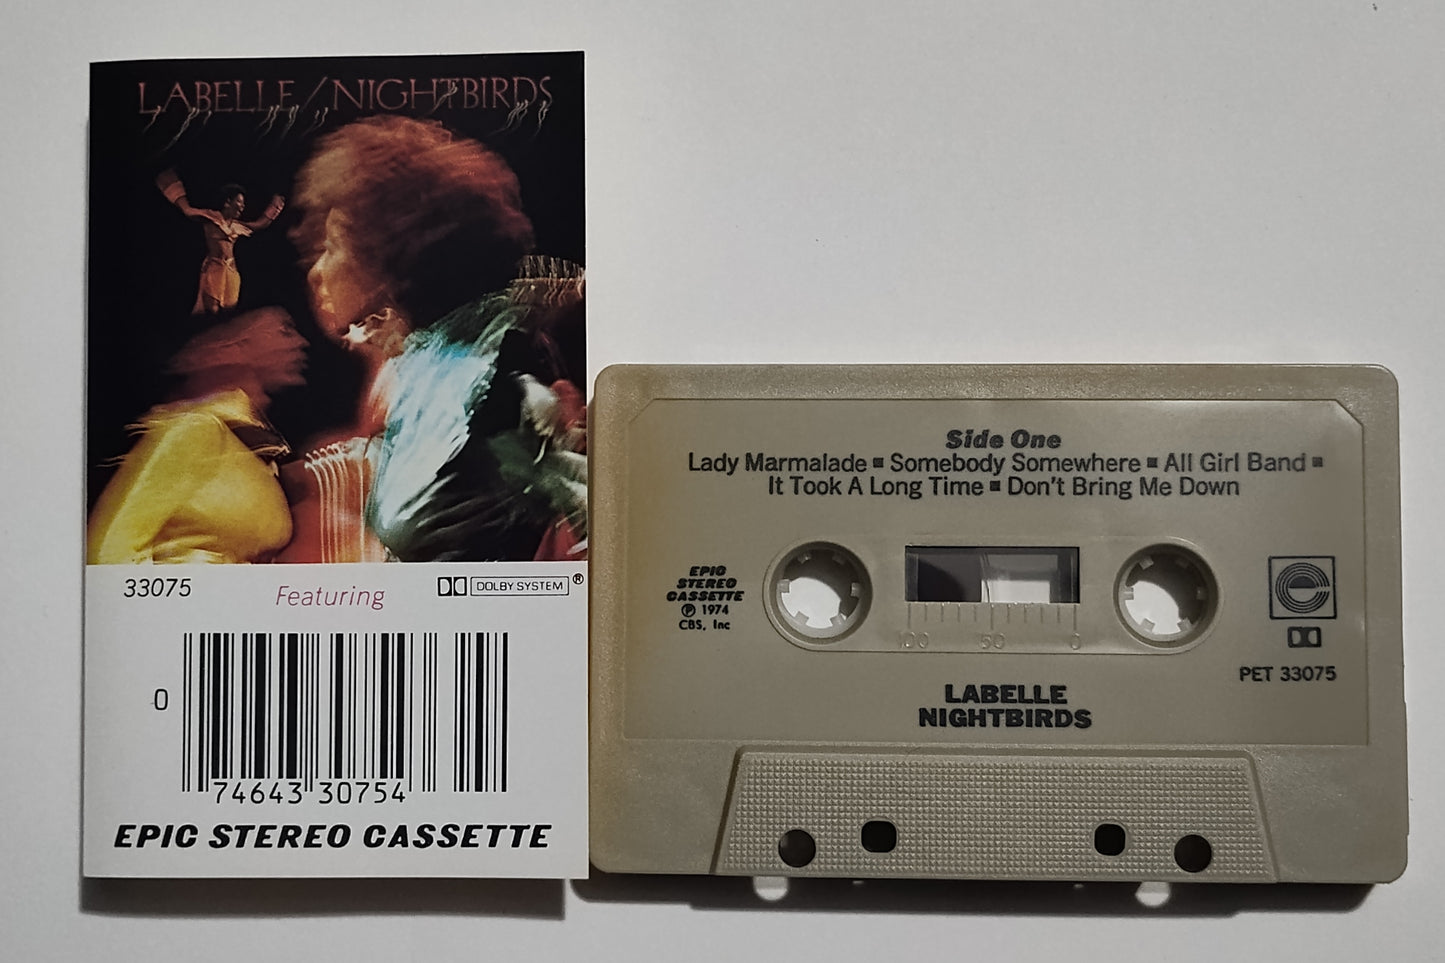 LABELLE/NIGHTBIRDS
33075
Featuring
DOLBY SYSTEM®
0
74643 30754
EPIC STEREO CASSETTE
Side One
Lady Marmalade ▪ Somebody Somewhere ▪ All Girl Band ▪
It Took A Long Time ▪ Don't Bring Me Down
EPIC
STEREO
CASSETTE
℗ 1974
CBS, Inc
100 50 0
e
PET 33075
LABELLE
NIGHTBIRDS